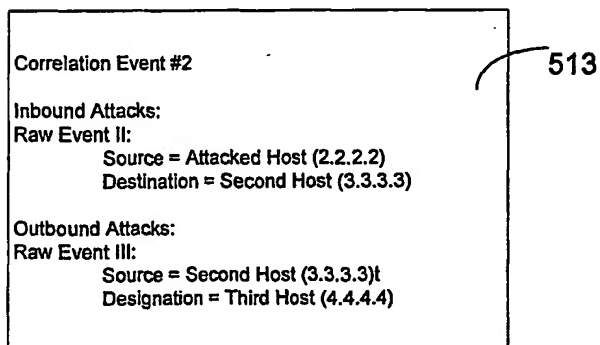 Correlation Event #2
513
Inbound Attacks:
Raw Event II:
Source = Attacked Host (2.2.2.2)
Destination = Second Host (3.3.3.3)
Outbound Attacks:
Raw Event III:
Source = Second Host (3.3.3.3)t
Designation = Third Host (4.4.4.4)